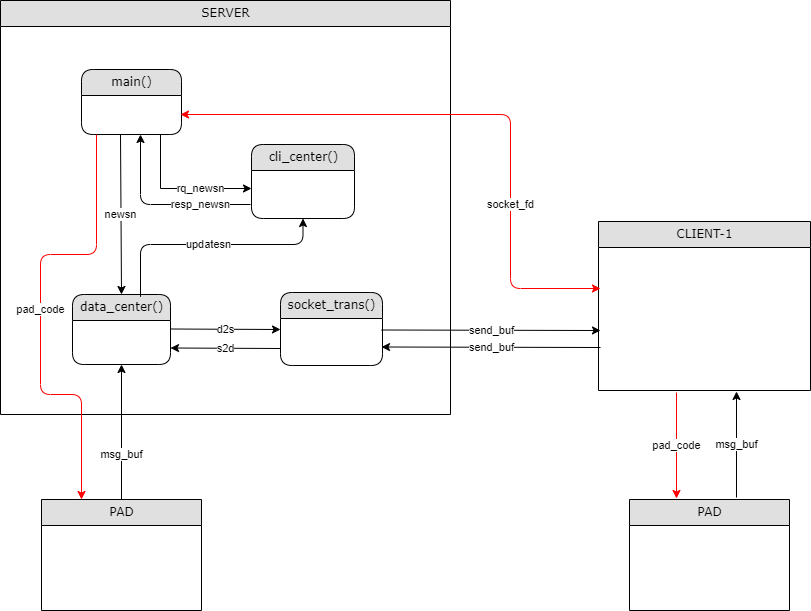 SERVER
main()
cli_center()
rq_newsn
resp_newsn
newsn
socket_fd
CLIENT-1
updatesn
data_center()
socket_trans()
pad_code
d2s
send_buf
s2d
send_buf
pad_code
msg_buf
msg_buf
PAD
PAD